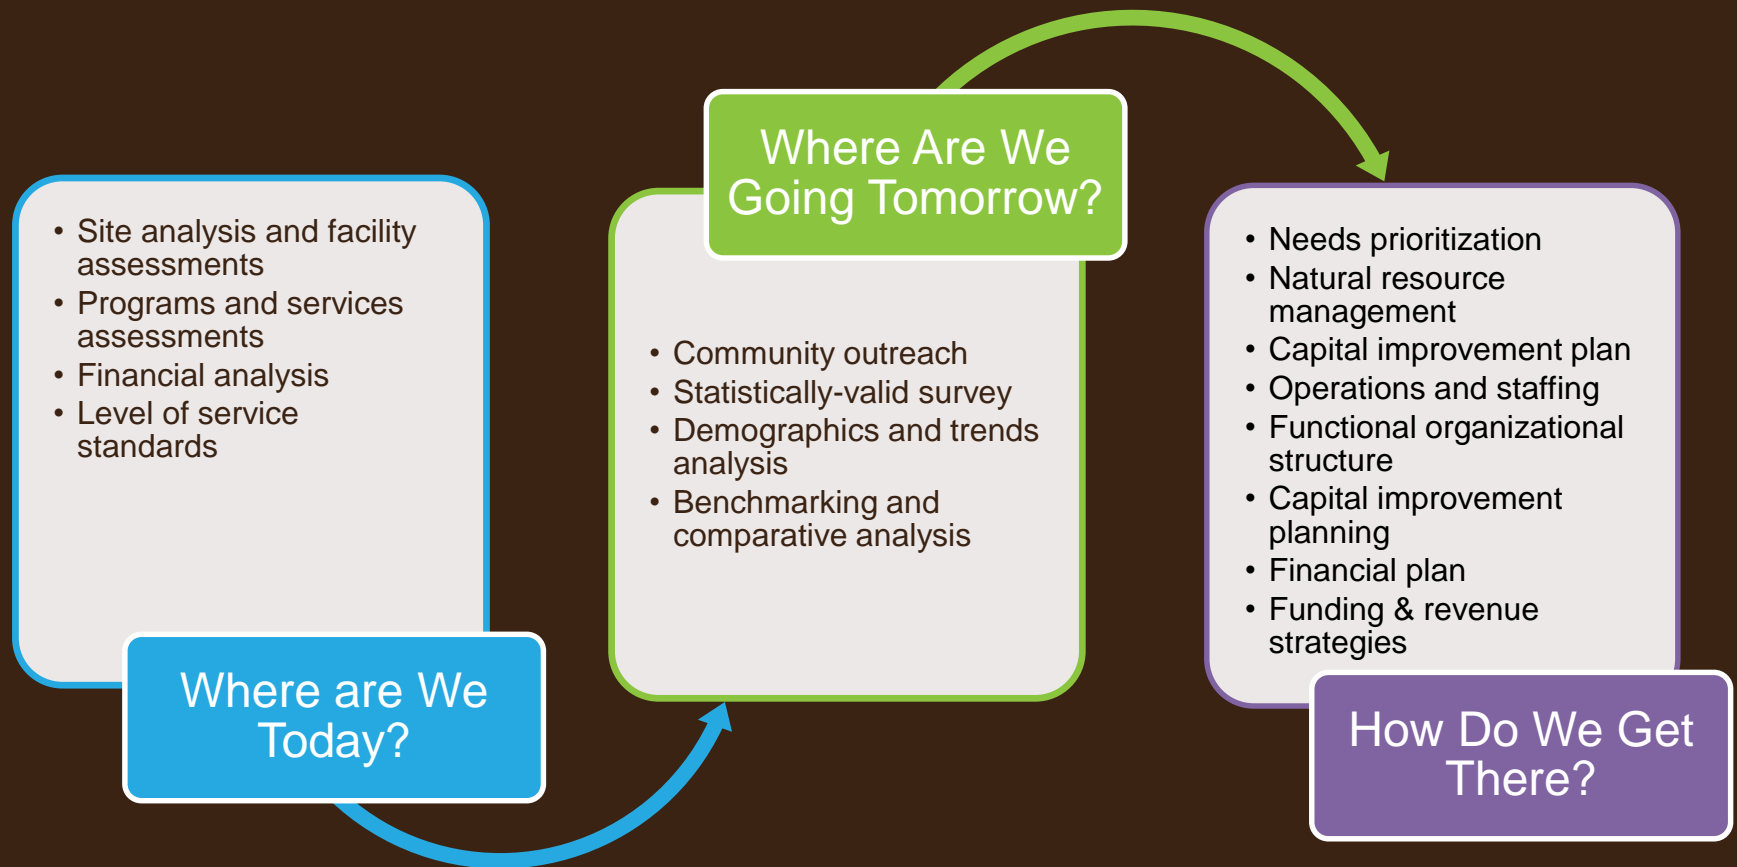 • Site analysis and facility
assessments
• Programs and services
assessments
• Financial analysis
• Level of service
standards
Where are We
Today?
Where Are We
Going Tomorrow?
• Community outreach
• Statistically-valid survey
• Demographics and trends
analysis
• Benchmarking and
comparative analysis
• Needs prioritization
• Natural resource
management
• Capital improvement plan
• Operations and staffing
• Functional organizational
structure
• Capital improvement
planning
• Financial plan
• Funding & revenue
strategies
How Do We Get
There?